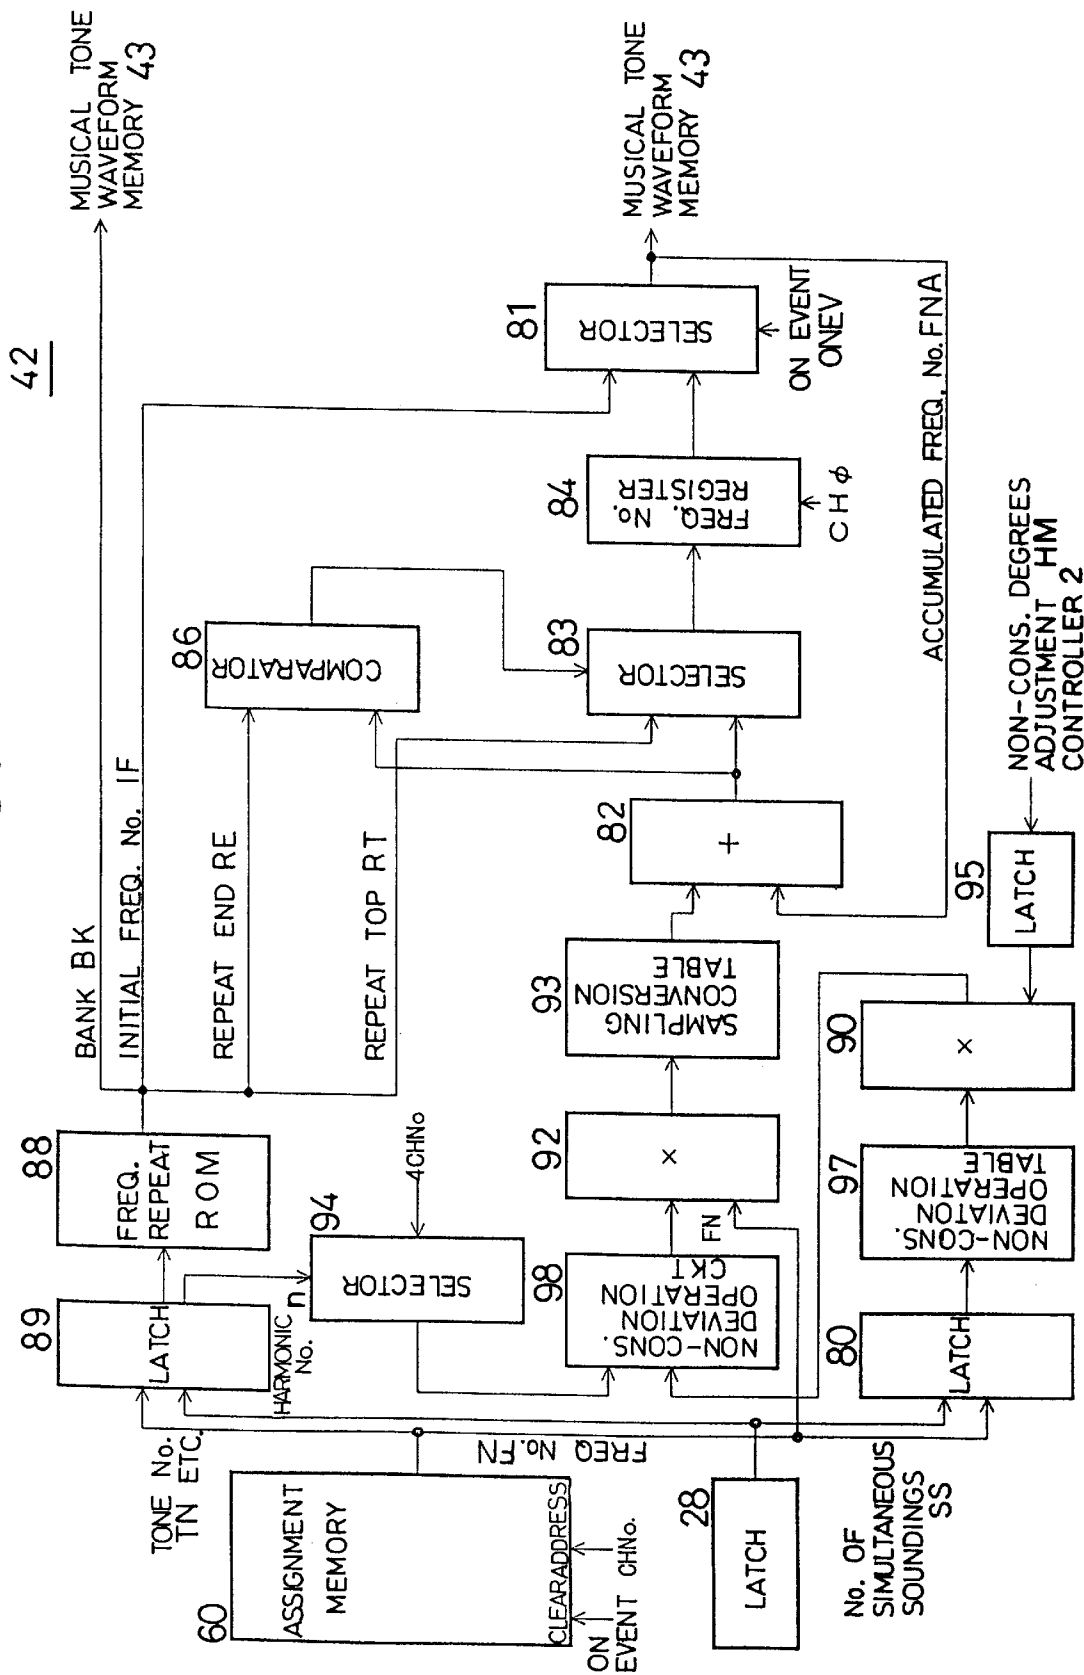 42
MUSICAL TONE
WAVEFORM
MEMORY 43
MUSICAL TONE
WAVEFORM
MEMORY 43
BANK BK
INITIAL FREQ. No. IF
REPEAT END RE
REPEAT TOP RT
89
LATCH
88
FREQ.
REPEAT
ROM
86
COMPARATOR
81
SELECTOR
ON EVENT
ONEV
84
FREQ. No.
REGISTER
CHφ
83
SELECTOR
HARMONIC
No.
n
94
SELECTOR
4CHNo
TONE No.
TN ETC.
60
ASSIGNMENT
MEMORY
CLEAR
ADDRESS
ON
EVENT
CHNo.
FREQ No.FN
98
NON-CONS.
DEVIATION
OPERATION
CKT
FN
92
×
93
SAMPLING
CONVERSION
TABLE
82
+
ACCUMULATED FREQ, No.FNA
28
LATCH
No. OF
SIMULTANEOUS
SOUNDINGS
SS
80
LATCH
97
NON-CONS.
DEVIATON
OPERATION
TABLE
90
×
95
LATCH
NON-CONS. DEGREES
ADJUSTMENT HM
CONTROLLER 2